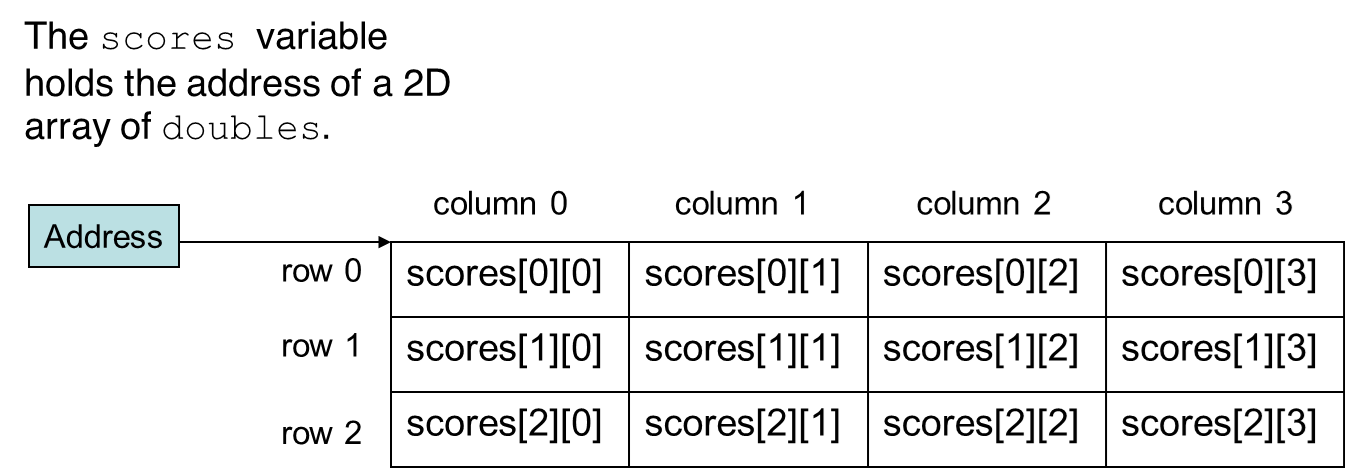 The scores variable
holds the address of a 2D
array of doubles.
column 0 column 1 column 2 column 3
Address
row 0 scores[0][0] scores[0][1] scores[0][2] scores[0][3]
row 1 scores[1][0] scores[1][1] scores[1][2] scores[1][3]
row 2 scores[2][0] scores[2][1] scores[2][2] scores[2][3]